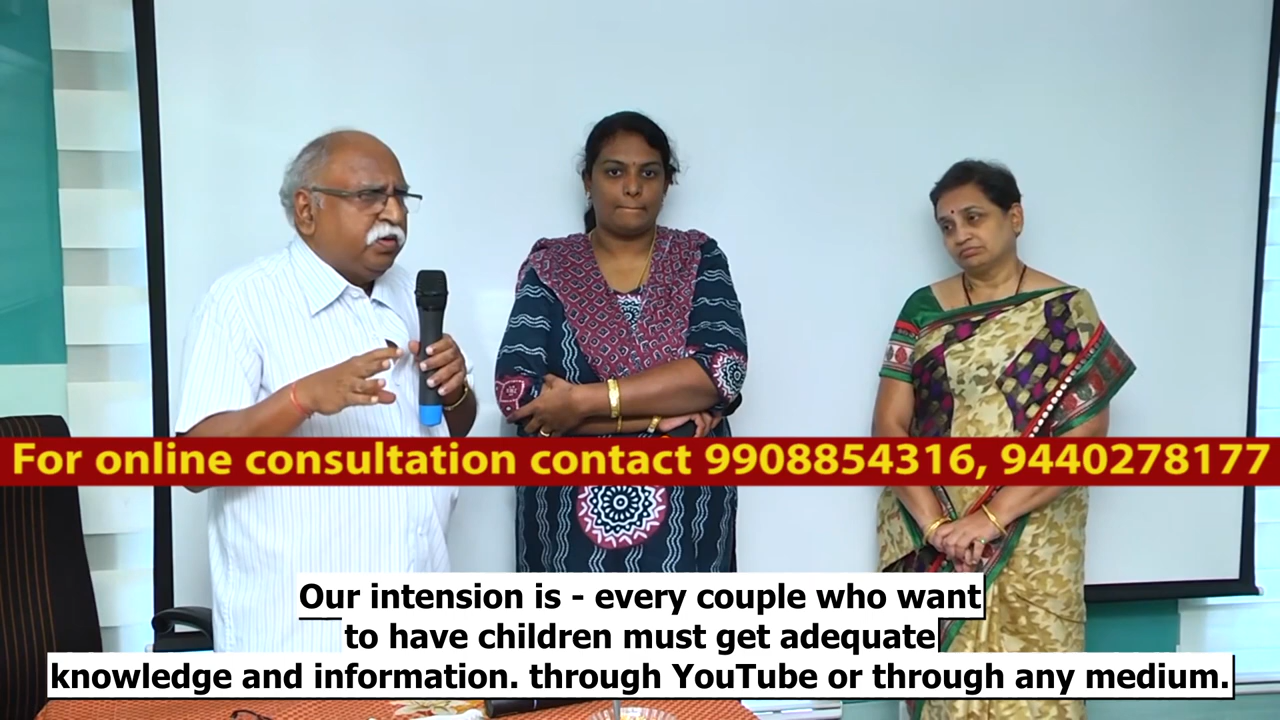 For online consultation contact 9908854316, 9440278177
Our intension is - every couple who want
to have children must get adequate
knowledge and information. through YouTube or through any medium.